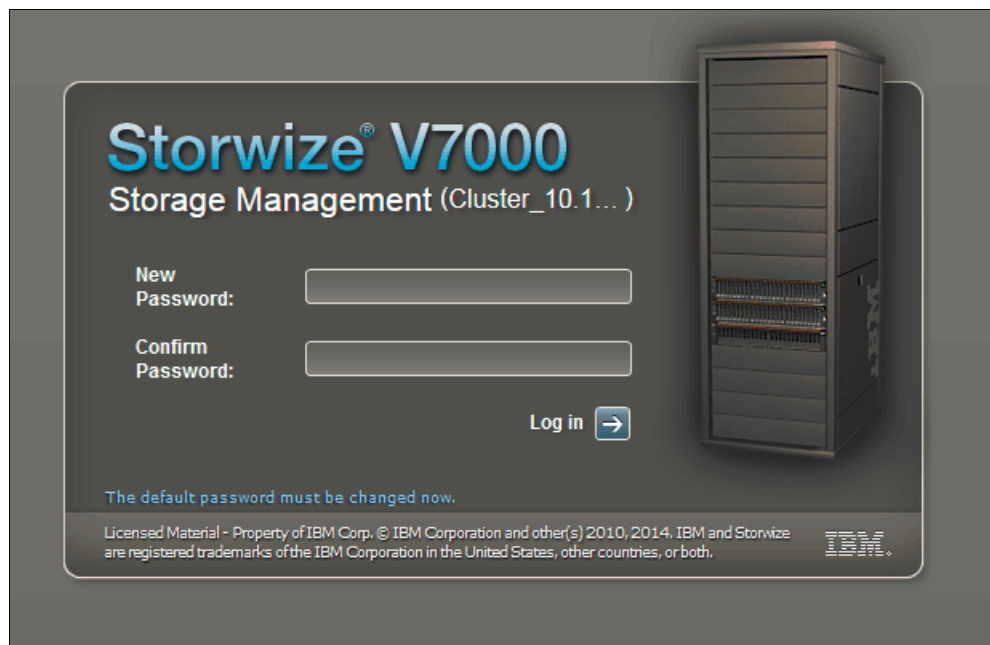 Storwize® V7000
Storage Management (Cluster_10.1... )
New
Password:
Confirm
Password:
Log in
The default password must be changed now.
Licensed Material - Property of IBM Corp. © IBM Corporation and other(s) 2010, 2014. IBM and Storwize
are registered trademarks of the IBM Corporation in the United States, other countries, or both.
IBM.
IBM